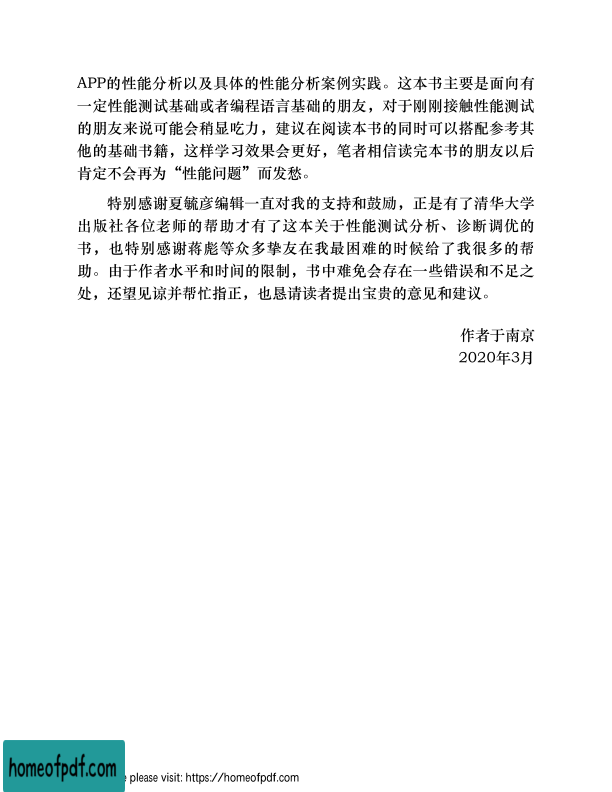 APP的性能分析以及具体的性能分析案例实践。这本书主要是面向有
一定性能测试基础或者编程语言基础的朋友，对于刚刚接触性能测试
的朋友来说可能会稍显吃力，建议在阅读本书的同时可以搭配参考其
他的基础书籍，这样学习效果会更好，笔者相信读完本书的朋友以后
肯定不会再为“性能问题”而发愁。
特别感谢夏毓彦编辑一直对我的支持和鼓励，正是有了清华大学
出版社各位老师的帮助才有了这本关于性能测试分析、诊断调优的
书，也特别感谢蒋彪等众多挚友在我最困难的时候给了我很多的帮
助。由于作者水平和时间的限制，书中难免会存在一些错误和不足之
处，还望见谅并帮忙指正，也恳请读者提出宝贵的意见和建议。
作者于南京
2020年3月
homeofpdf.com
e please visit: https://homeofpdf.com